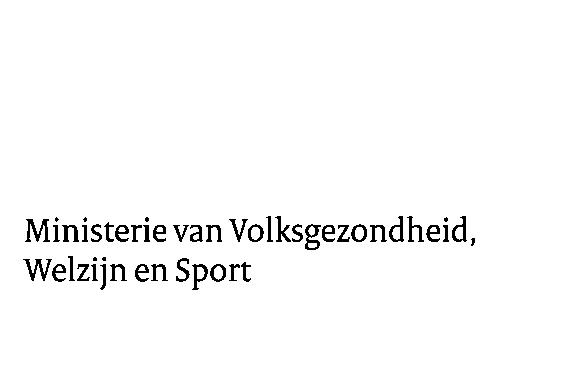 Ministerie van Volksgezondheid,
Welzijn en Sport